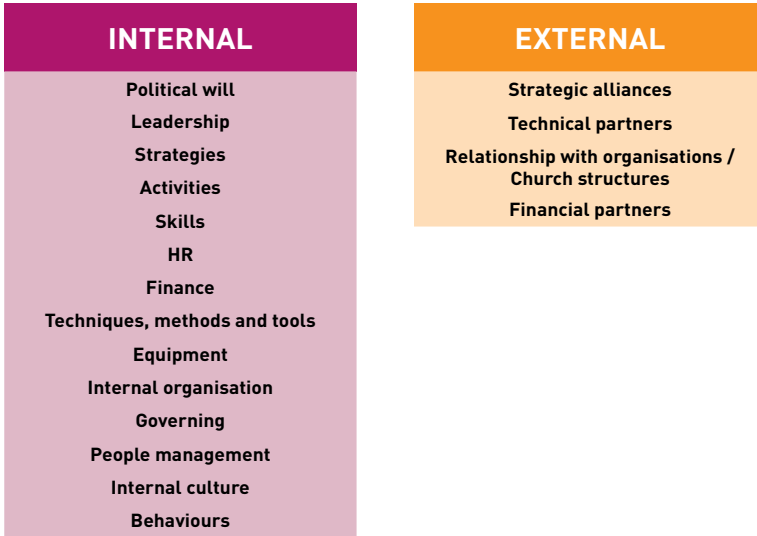 INTERNAL
Political will
Leadership
Strategies
Activities
Skills
HR
Finance
Techniques, methods and tools
Equipment
Internal organisation
Governing
People management
Internal culture
Behaviours
EXTERNAL
Strategic alliances
Technical partners
Relationship with organisations /
Church structures
Financial partners